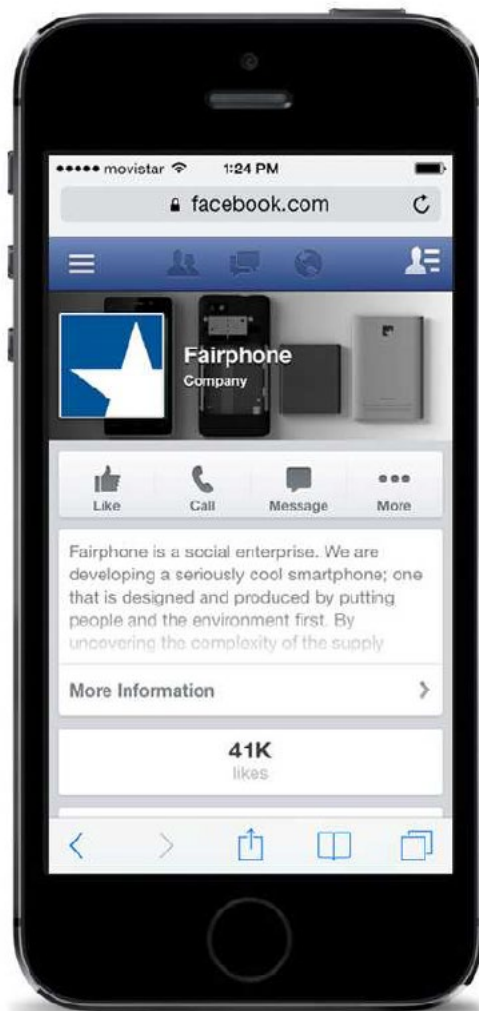 movistar 1:24 PM
facebook.com
Fairphone
Company
Like Call Message More
Fairphone is a social enterprise. We are
developing a seriously cool smartphone; one
that is designed and produced by putting
people and the environment first. By
uncovering the complexity of the supply
More Information
41K
likes